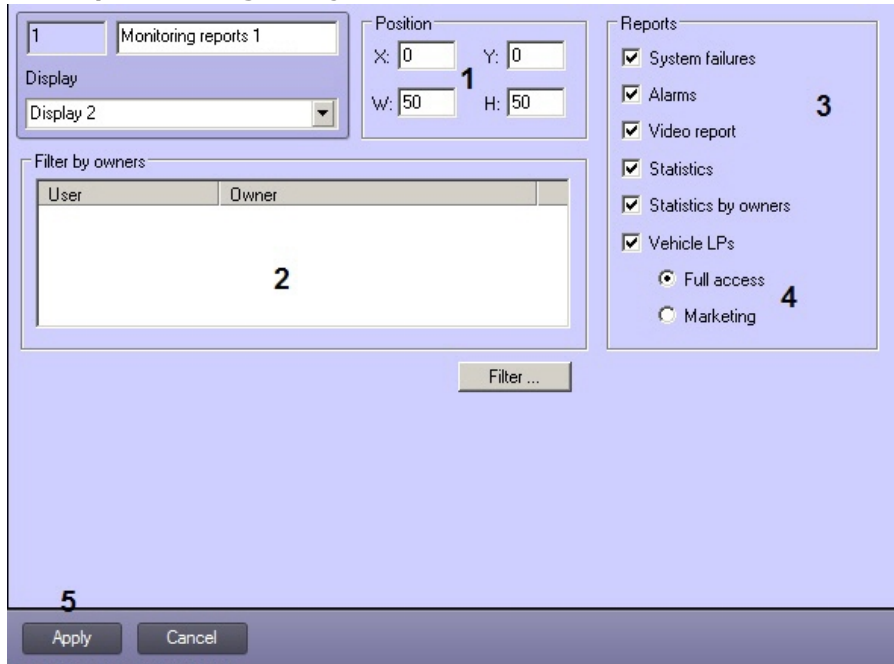 1
Monitoring reports 1
Display
Display 2
Position
X: 0 Y: 0
1
W: 50 H: 50
Reports
System failures
Alarms
3
Video report
Statistics
Statistics by owners
Vehicle LPs
Full access
4
Marketing
Filter by owners
User Owner
2
Filter ...
5
Apply Cancel